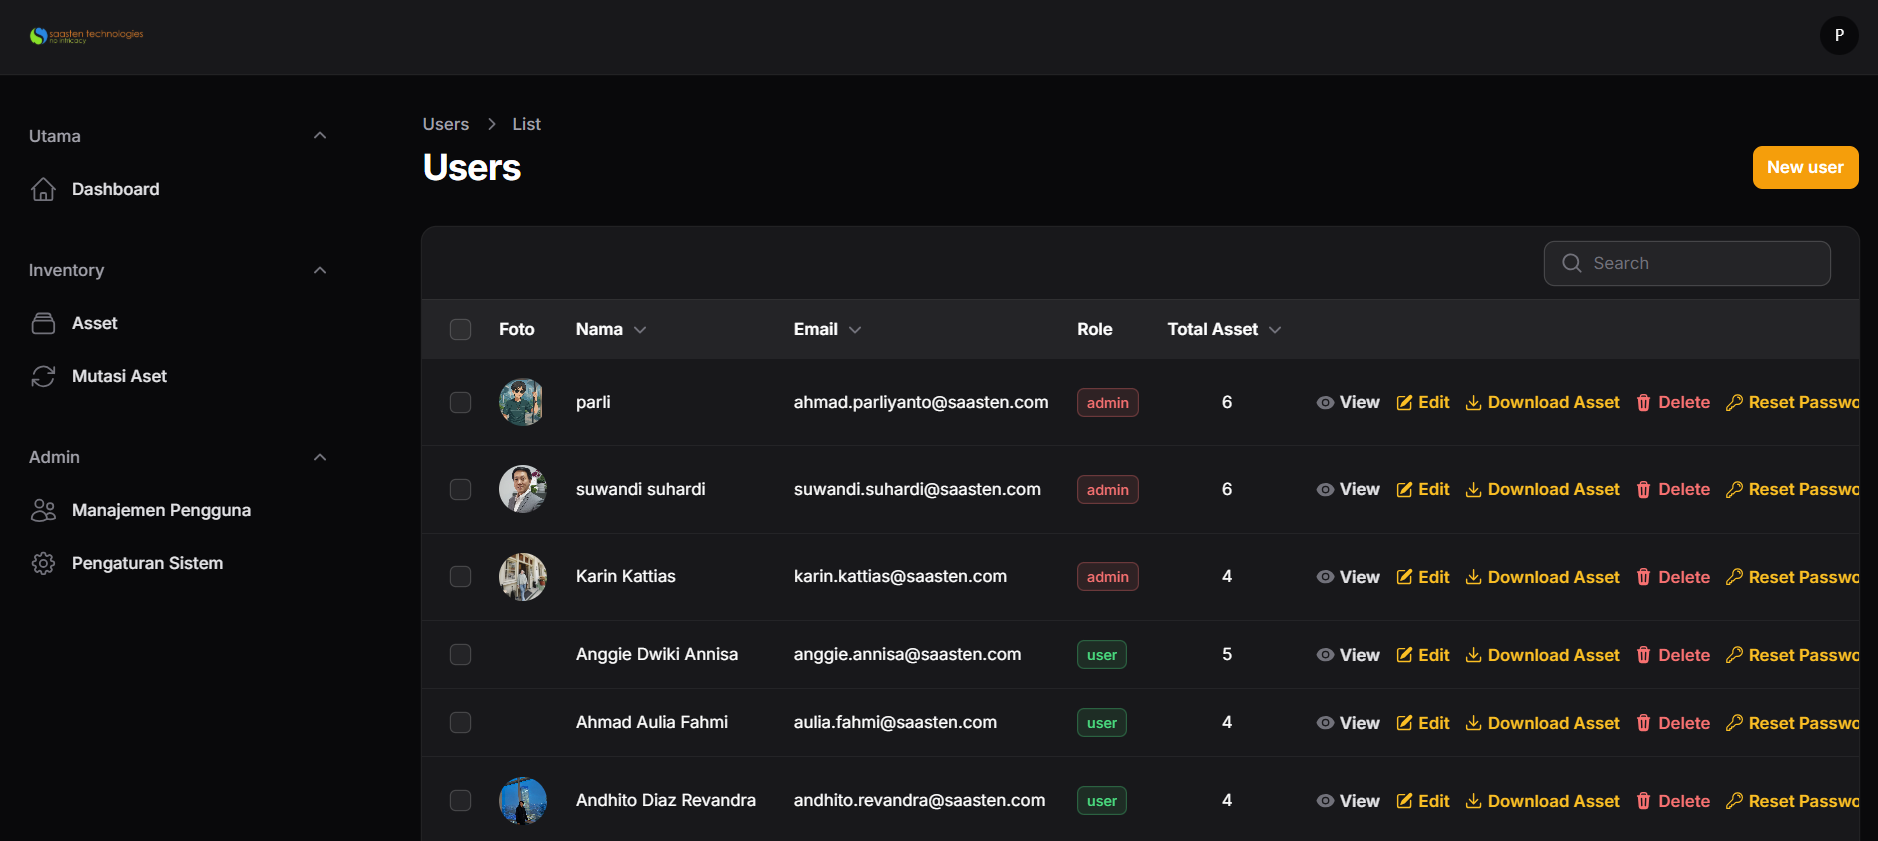 saasten technologies
no intricacy
P
Utama
Dashboard
Inventory
Asset
Mutasi Aset
Admin
Manajemen Pengguna
Pengaturan Sistem
Users > List
Users
New user
Search
Foto Nama Email Role Total Asset
parli ahmad.parliyanto@saasten.com admin 6 View Edit Download Asset Delete Reset Passwo
suwandi suhardi suwandi.suhardi@saasten.com admin 6 View Edit Download Asset Delete Reset Passwo
Karin Kattias karin.kattias@saasten.com admin 4 View Edit Download Asset Delete Reset Passwo
Anggie Dwiki Annisa anggie.annisa@saasten.com user 5 View Edit Download Asset Delete Reset Passwo
Ahmad Aulia Fahmi aulia.fahmi@saasten.com user 4 View Edit Download Asset Delete Reset Passwo
Andhito Diaz Revandra andhito.revandra@saasten.com user 4 View Edit Download Asset Delete Reset Passwo